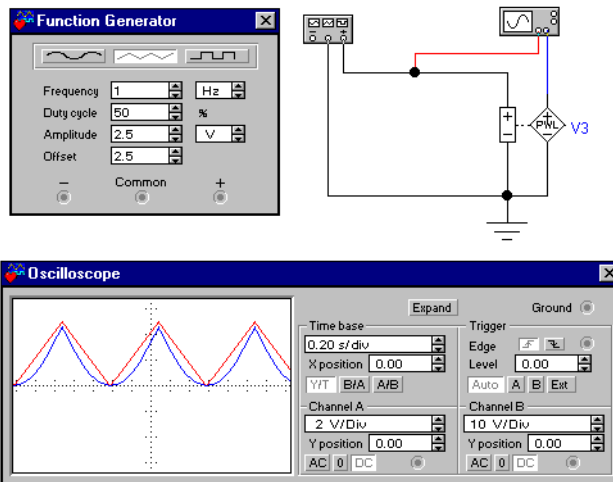 Function Generator
Frequency 1 Hz
Duty cycle 50 %
Amplitude 2.5 V
Offset 2.5
− Common +
PWL V3
Oscilloscope
Expand Ground
Time base
0.20 s/div
X position 0.00
Y/T B/A A/B
Trigger
Edge
Level 0.00
Auto A B Ext
Channel A
2 V/Div
Y position 0.00
AC 0 DC
Channel B
10 V/Div
Y position 0.00
AC 0 DC